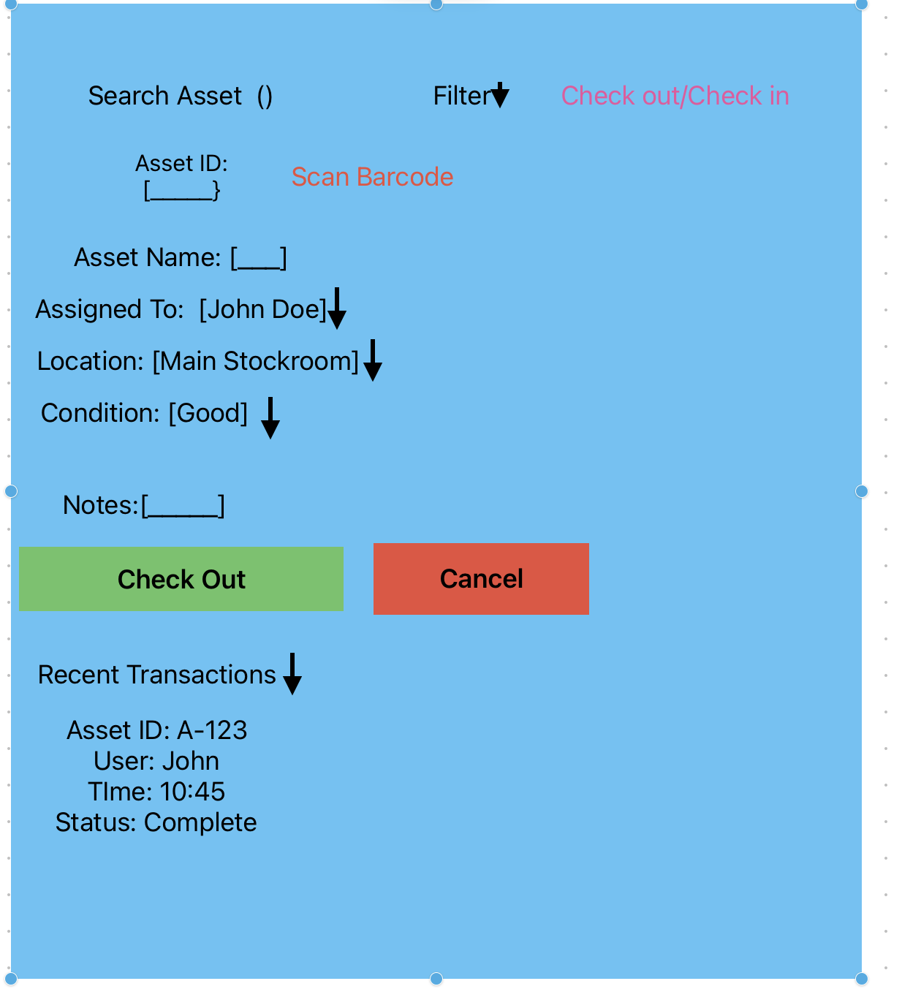 Search Asset  ()
Filter
Check out/Check in
Asset ID:
[_____}
Scan Barcode
Asset Name: [___]
Assigned To:  [John Doe]
Location: [Main Stockroom]
Condition: [Good]
Notes:[_____]
Check Out
Cancel
Recent Transactions
Asset ID: A-123
User: John
TIme: 10:45
Status: Complete